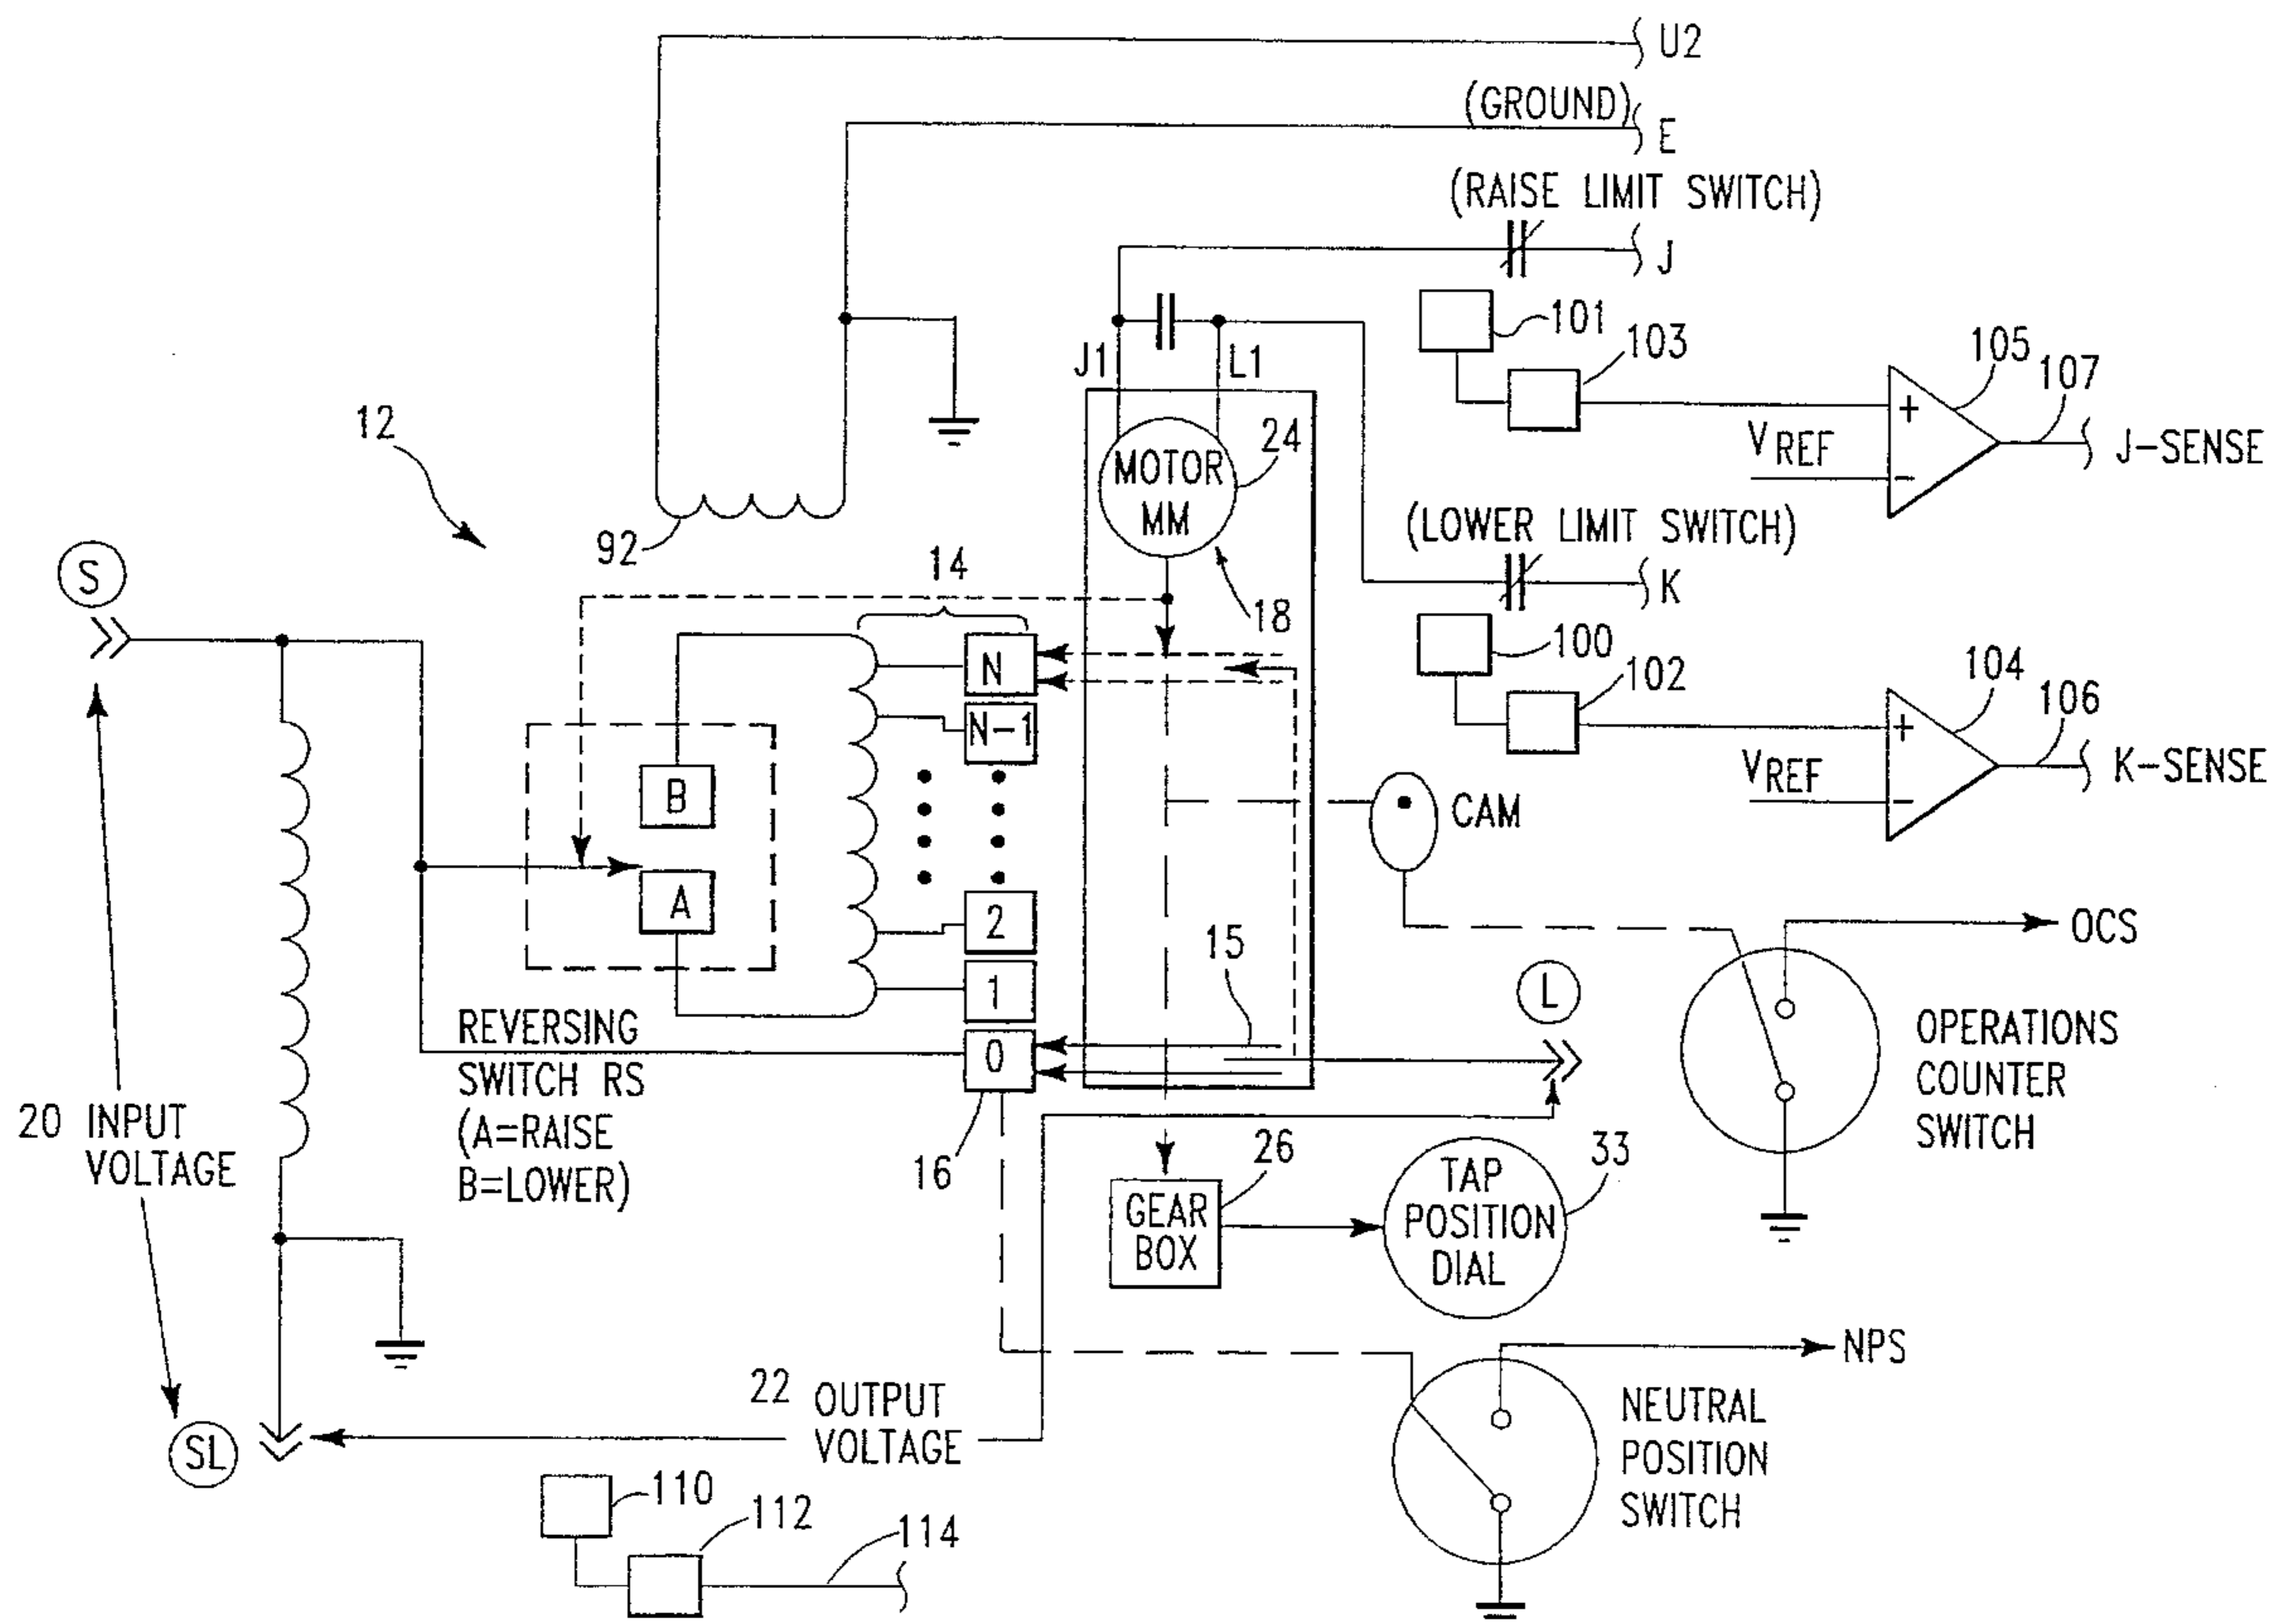 U2
(GROUND)
E
(RAISE LIMIT SWITCH)
J
101
103
105
107
J1
L1
12
24
VREF
+
-
J-SENSE
MOTOR
MM
(LOWER LIMIT SWITCH)
92
S
14
K
18
100
102
104
106
N
N-1
+
VREF
-
K-SENSE
B
CAM
A
2
15
OCS
1
L
REVERSING
SWITCH RS
(A=RAISE
B=LOWER)
0
OPERATIONS
COUNTER
SWITCH
20 INPUT
VOLTAGE
16
26
33
GEAR
BOX
TAP
POSITION
DIAL
NPS
22 OUTPUT
VOLTAGE
NEUTRAL
POSITION
SWITCH
SL
110
112
114